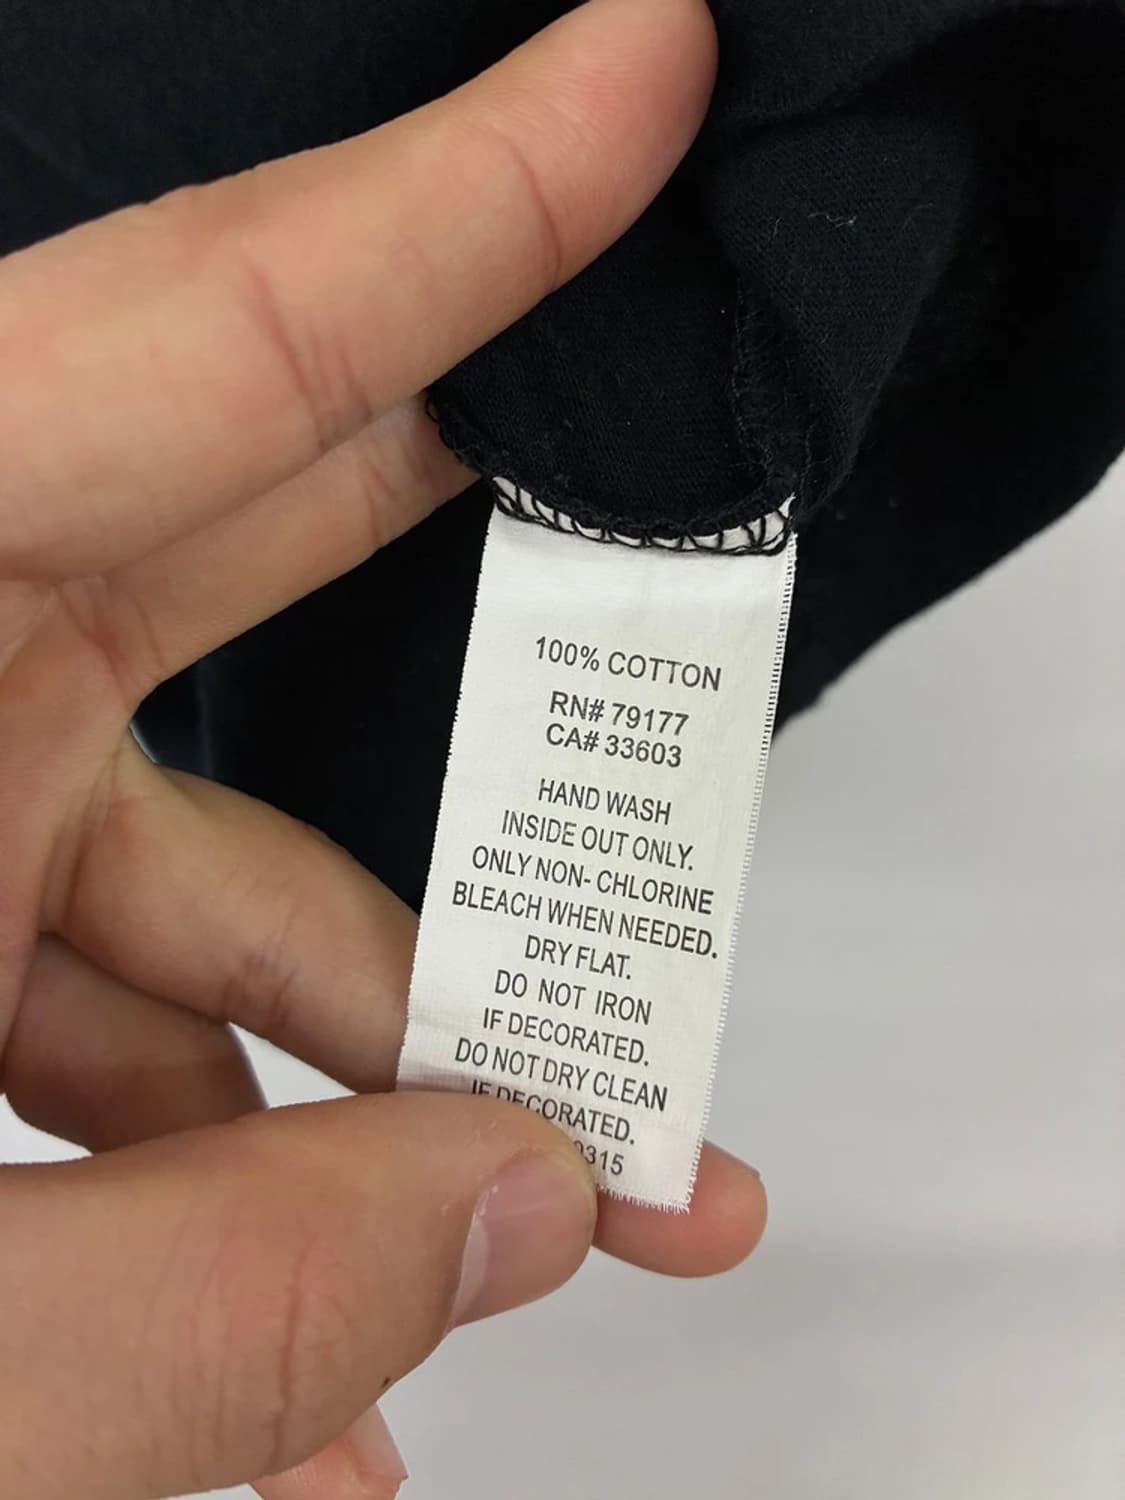 100% COTTON
RN# 79177
CA# 33603
HAND WASH
INSIDE OUT ONLY.
ONLY NON- CHLORINE
BLEACH WHEN NEEDED.
DRY FLAT.
DO NOT IRON
IF DECORATED.
DO NOT DRY CLEAN
IF DECORATED.
315